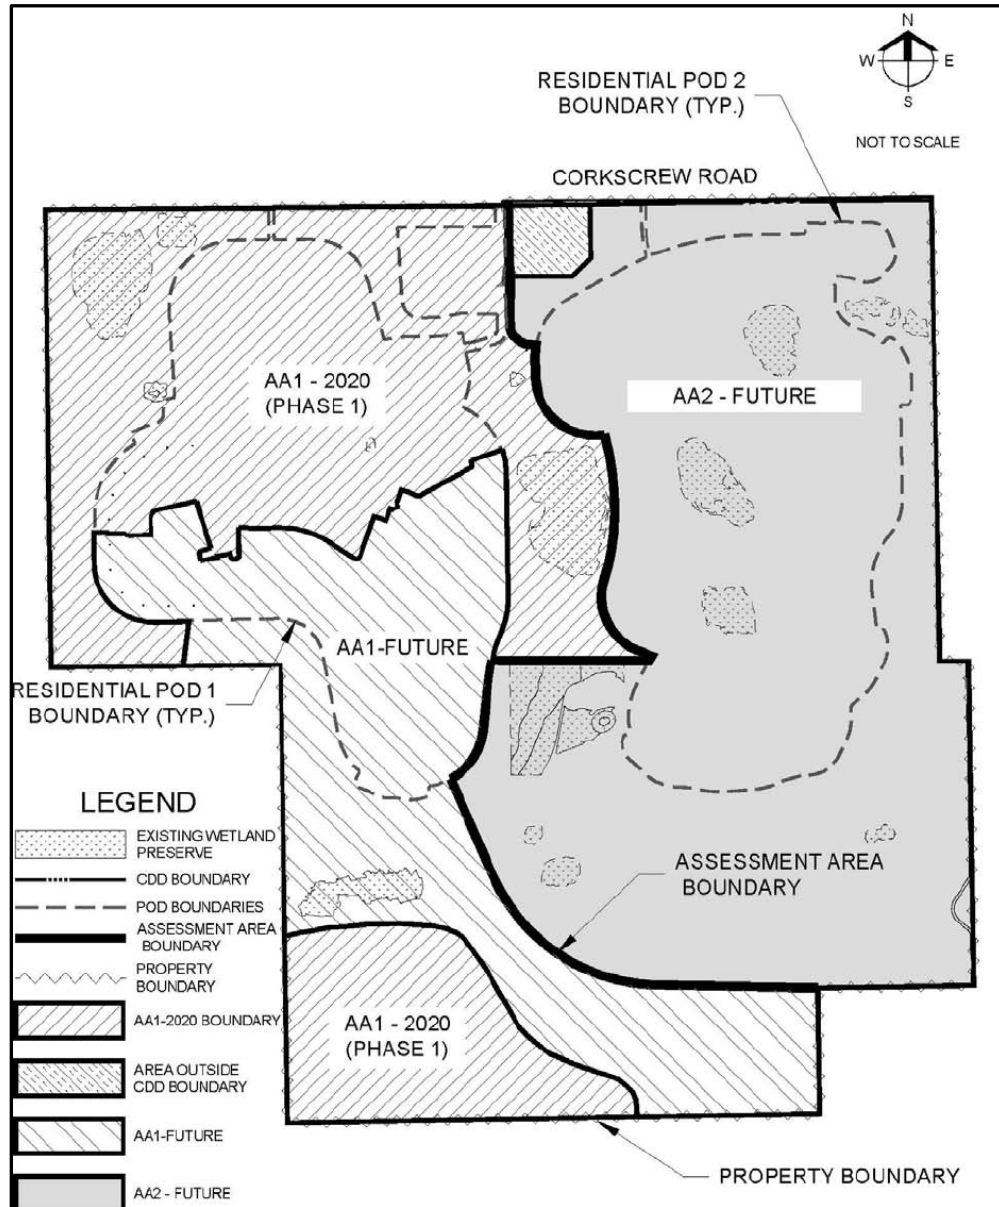 N
W E
S
NOT TO SCALE
RESIDENTIAL POD 2
BOUNDARY (TYP.)
CORKSCREW ROAD
AA1 - 2020
(PHASE 1)
AA2 - FUTURE
AA1-FUTURE
RESIDENTIAL POD 1
BOUNDARY (TYP.)
ASSESSMENT AREA
BOUNDARY
AA1 - 2020
(PHASE 1)
PROPERTY BOUNDARY
LEGEND
EXISTING WETLAND
PRESERVE
CDD BOUNDARY
POD BOUNDARIES
ASSESSMENT AREA
BOUNDARY
PROPERTY
BOUNDARY
AA1-2020 BOUNDARY
AREA OUTSIDE
CDD BOUNDARY
AA1-FUTURE
AA2 - FUTURE